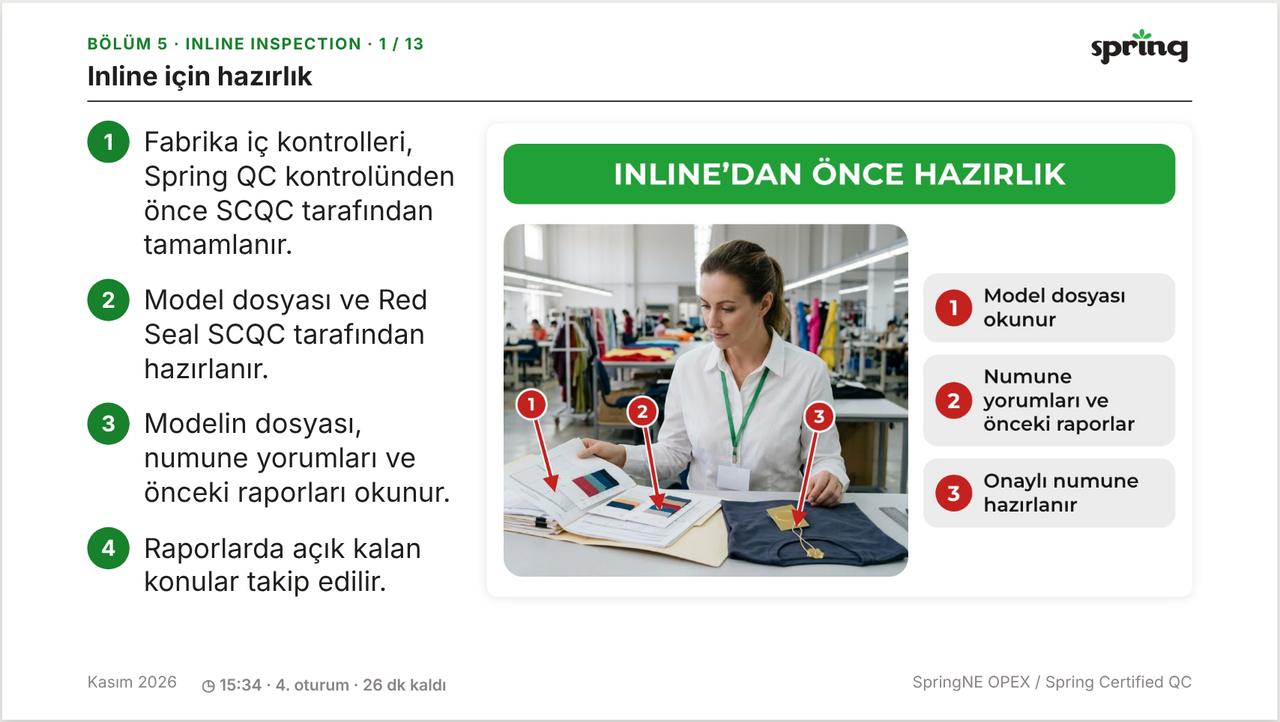 BÖLÜM 5 · INLINE INSPECTION · 1 / 13
Inline için hazırlık
spring
1
Fabrika iç kontrolleri,
Spring QC kontrolünden
önce SCQC tarafından
tamamlanır.
2
Model dosyası ve Red
Seal SCQC tarafından
hazırlanır.
3
Modelin dosyası,
numune yorumları ve
önceki raporları okunur.
4
Raporlarda açık kalan
konular takip edilir.
INLINE’DAN ÖNCE HAZIRLIK
1
2
3
1
Model dosyası
okunur
2
Numune
yorumları ve
önceki raporlar
3
Onaylı numune
hazırlanır
Kasım 2026
15:34 · 4. oturum · 26 dk kaldı
SpringNE OPEX / Spring Certified QC